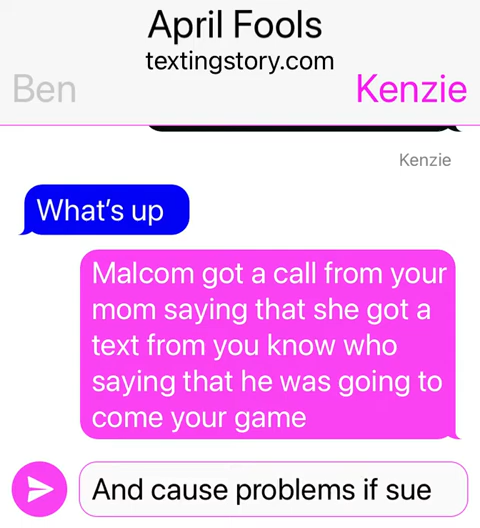 April Fools
textingstory.com
Ben
Kenzie
Kenzie
What's up
Malcom got a call from your
mom saying that she got a
text from you know who
saying that he was going to
come your game
And cause problems if sue